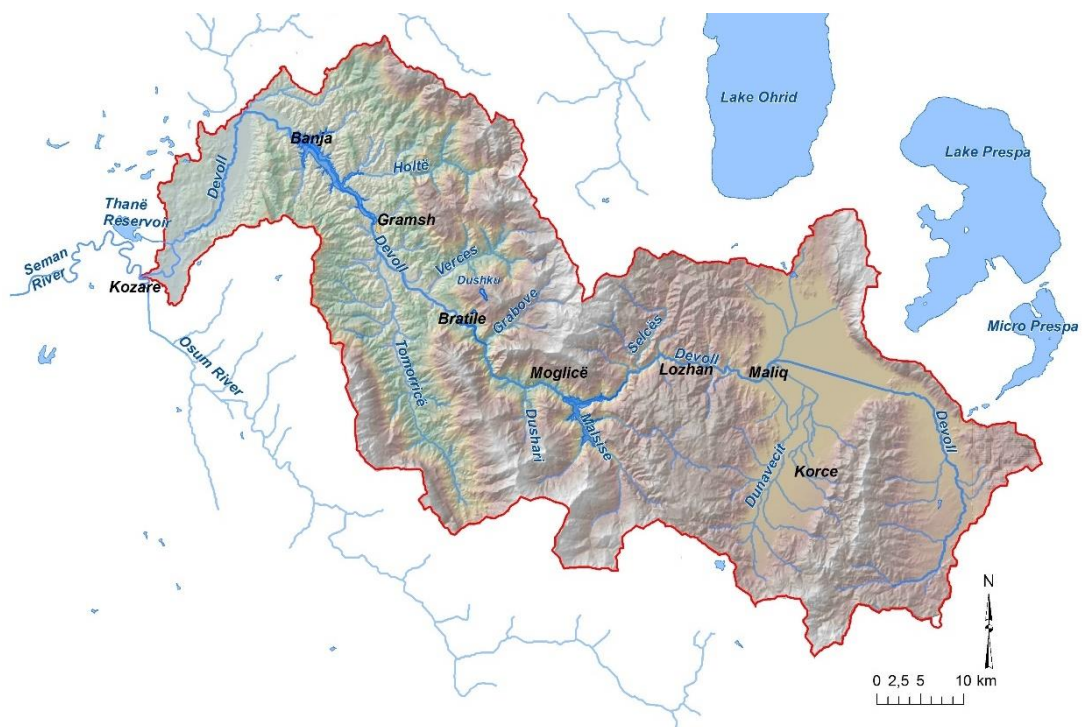 Lake Ohrid
Lake Prespa
Banja
Holtë
Devoll
Thanë
Reservoir
Gramsh
Seman
River
Devoll
Verces
Dushku
Kozare
Grabove
Bratile
Micro Prespa
Selcës
Osum River
Tomorricë
Moglicë
Devoll
Lozhan
Maliq
Devoll
Dushari
Malsise
Dunavecit
Korce
N
0 2,5 5 10 km